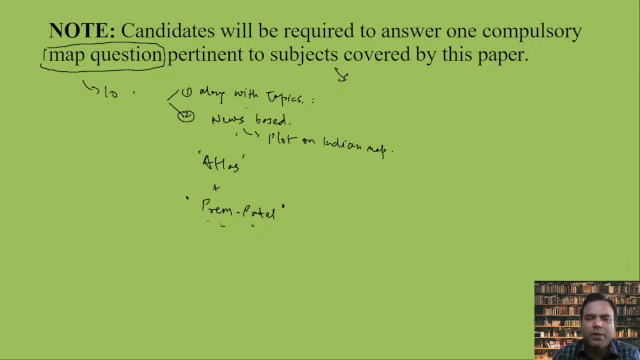 NOTE: Candidates will be required to answer one compulsory
map question pertinent to subjects covered by this paper.
10
① along with Topics :
② News based.
Plot on Indian map.
'Atlas'
+
"Prem-Patel"